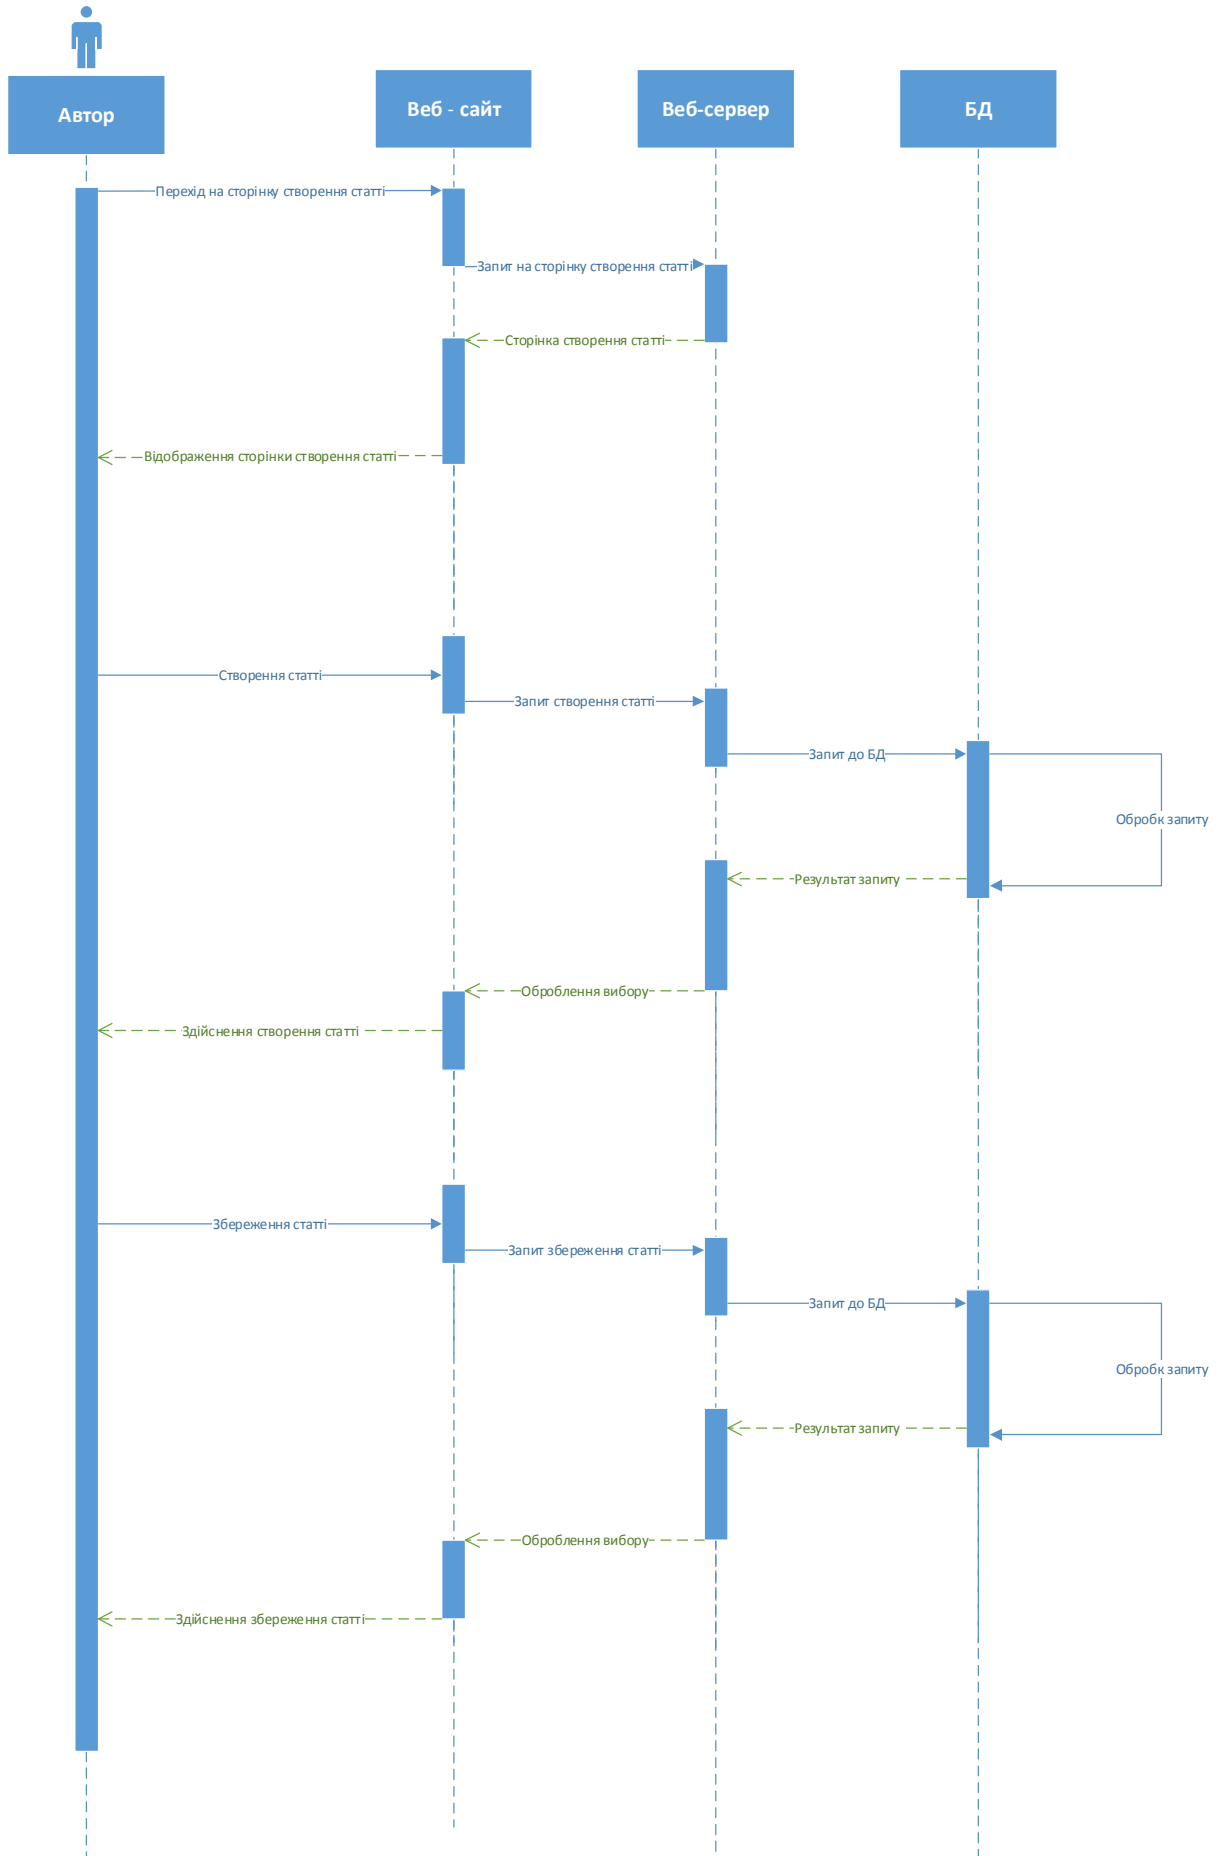 Автор
Веб - сайт
Веб-сервер
БД
Перехід на сторінку створення статті
Запит на сторінку створення статті
Сторінка створення статті
Відображення сторінки створення статті
Створення статті
Запит створення статті
Запит до БД
Обробк запиту
Результат запиту
Оброблення вибору
Здійснення створення статті
Збереження статті
Запит збереження статті
Запит до БД
Обробк запиту
Результат запиту
Оброблення вибору
Здійснення збереження статті